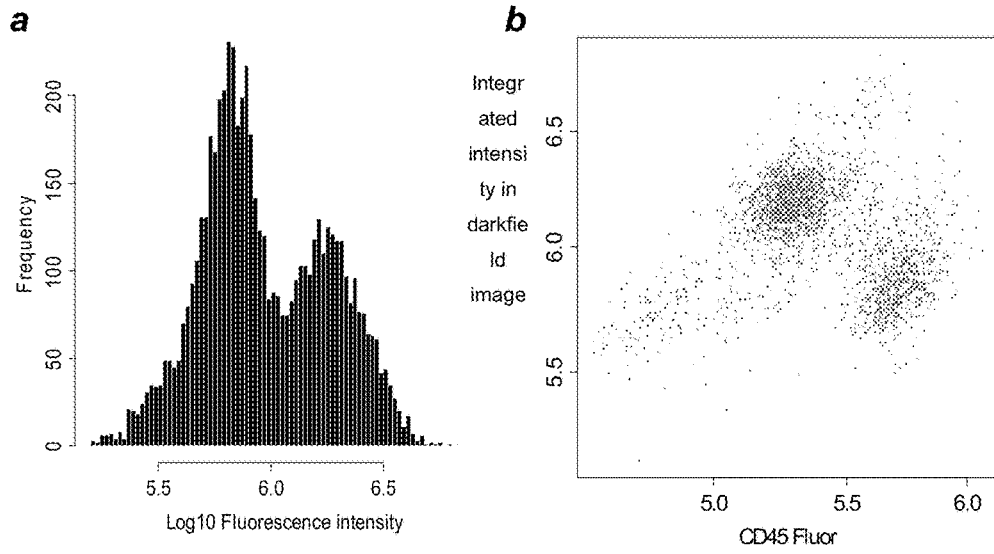 a
Frequency
200
150
100
50
0
5.5 6.0 6.5
Log10 Fluorescence intensity
b
Integr
ated
intensi
ty in
darkfie
ld
image
6.5
6.0
5.5
5.0 5.5 6.0
CD45 Fluor